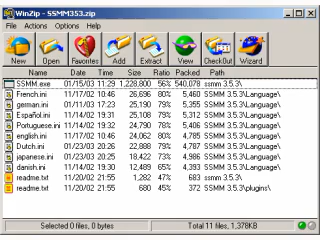 WinZip - SSMM353.zip
File Actions Options Help
New Open Favorites Add Extract View CheckOut Wizard
Name Date Time Size Ratio Packed Path
SSMM.exe 01/15/03 11:29 1,228,800 56% 540,078 ssmm 3.5.3\
French.ini 11/17/02 10:46 26,696 80% 5,460 SSMM 3.5.3\Language\
german.ini 01/11/03 17:23 25,190 79% 5,355 SSMM 3.5.3\Language\
Español.ini 11/14/02 19:31 25,108 79% 5,312 SSMM 3.5.3\Language\
Portuguese.ini 11/16/02 19:32 24,790 78% 5,406 SSMM 3.5.3\Language\
english.ini 11/17/02 10:46 24,060 80% 4,785 SSMM 3.5.3\Language\
Dutch.ini 01/23/03 20:26 22,888 79% 4,787 SSMM 3.5.3\Language\
japanese.ini 01/23/03 20:25 18,422 73% 4,986 SSMM 3.5.3\Language\
danish.ini 11/14/02 19:30 12,489 65% 4,393 SSMM 3.5.3\Language\
readme.txt 11/20/02 21:55 1,282 47% 683 ssmm 3.5.3\
readme.txt 11/20/02 21:55 680 45% 372 SSMM 3.5.3\plugins\
Selected 0 files, 0 bytes Total 11 files, 1,378KB